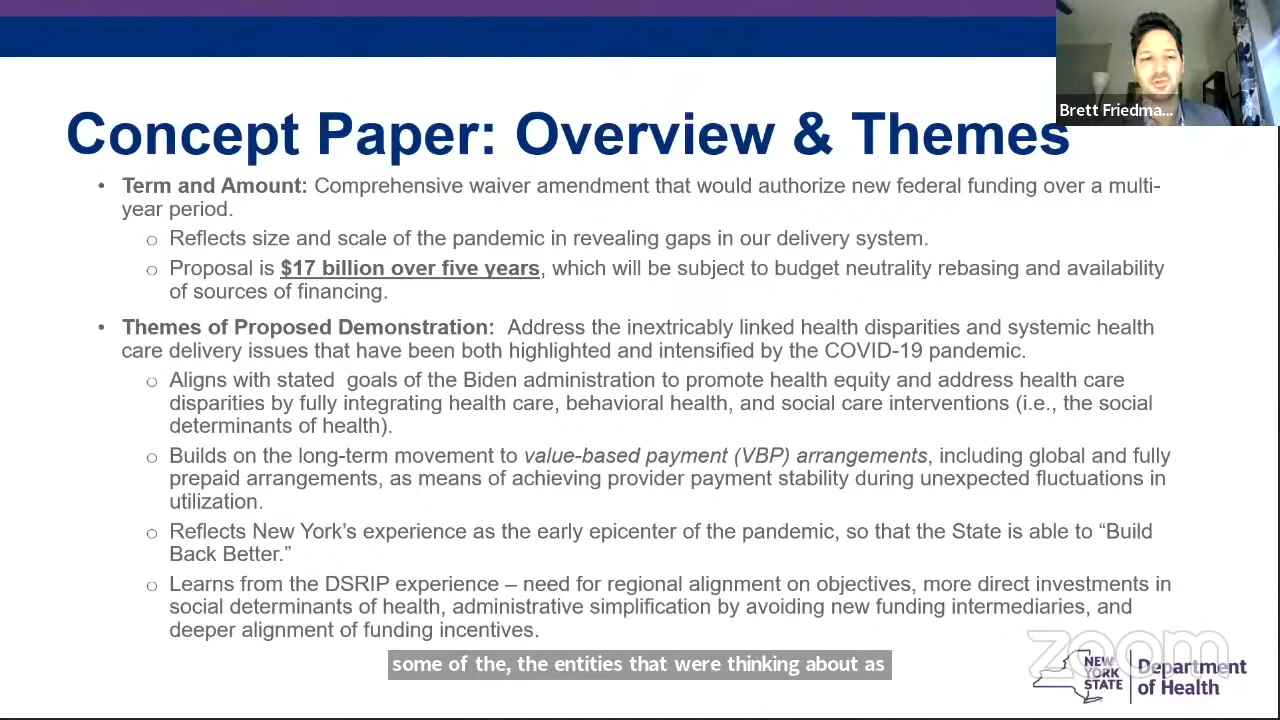 Brett Friedma...
Concept Paper: Overview & Themes
• Term and Amount: Comprehensive waiver amendment that would authorize new federal funding over a multi-
year period.
o Reflects size and scale of the pandemic in revealing gaps in our delivery system.
o Proposal is $17 billion over five years, which will be subject to budget neutrality rebasing and availability
of sources of financing.
• Themes of Proposed Demonstration: Address the inextricably linked health disparities and systemic health
care delivery issues that have been both highlighted and intensified by the COVID-19 pandemic.
o Aligns with stated goals of the Biden administration to promote health equity and address health care
disparities by fully integrating health care, behavioral health, and social care interventions (i.e., the social
determinants of health).
o Builds on the long-term movement to value-based payment (VBP) arrangements, including global and fully
prepaid arrangements, as means of achieving provider payment stability during unexpected fluctuations in
utilization.
o Reflects New York's experience as the early epicenter of the pandemic, so that the State is able to “Build
Back Better.”
o Learns from the DSRIP experience – need for regional alignment on objectives, more direct investments in
social determinants of health, administrative simplification by avoiding new funding intermediaries, and
deeper alignment of funding incentives.
some of the, the entities that were thinking about as
zoom
NEW
YORK
STATE
Department
of Health